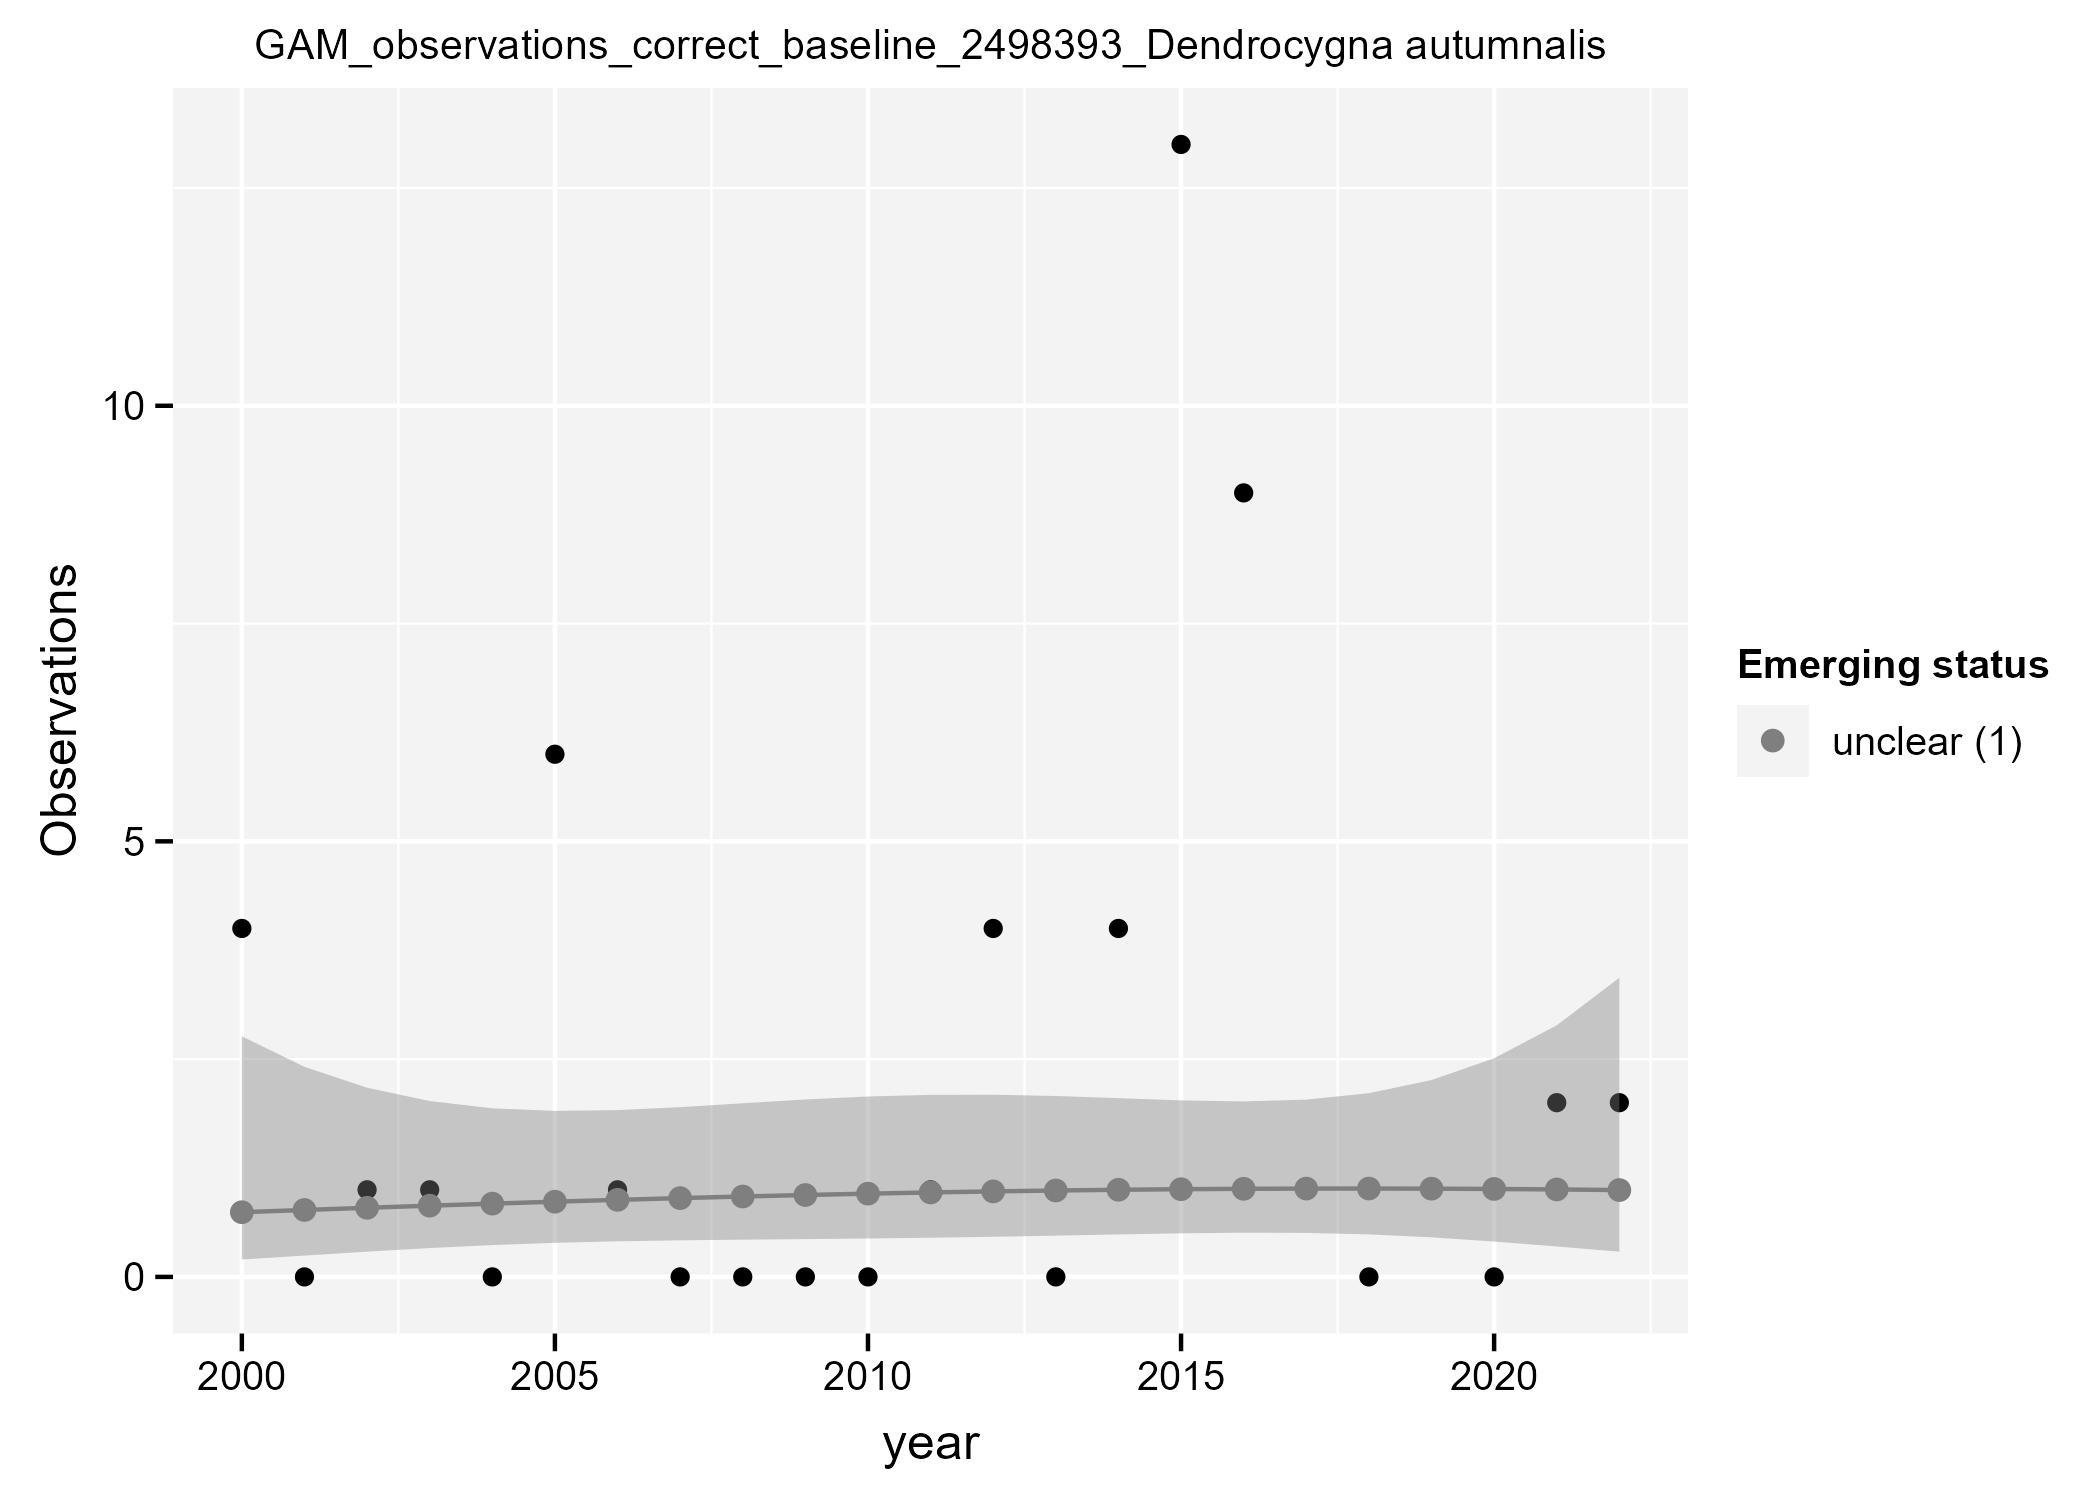 GAM_observations_correct_baseline_2498393_Dendrocygna autumnalis
Observations
10
5
0
2000 2005 2010 2015 2020
year
Emerging status
unclear (1)